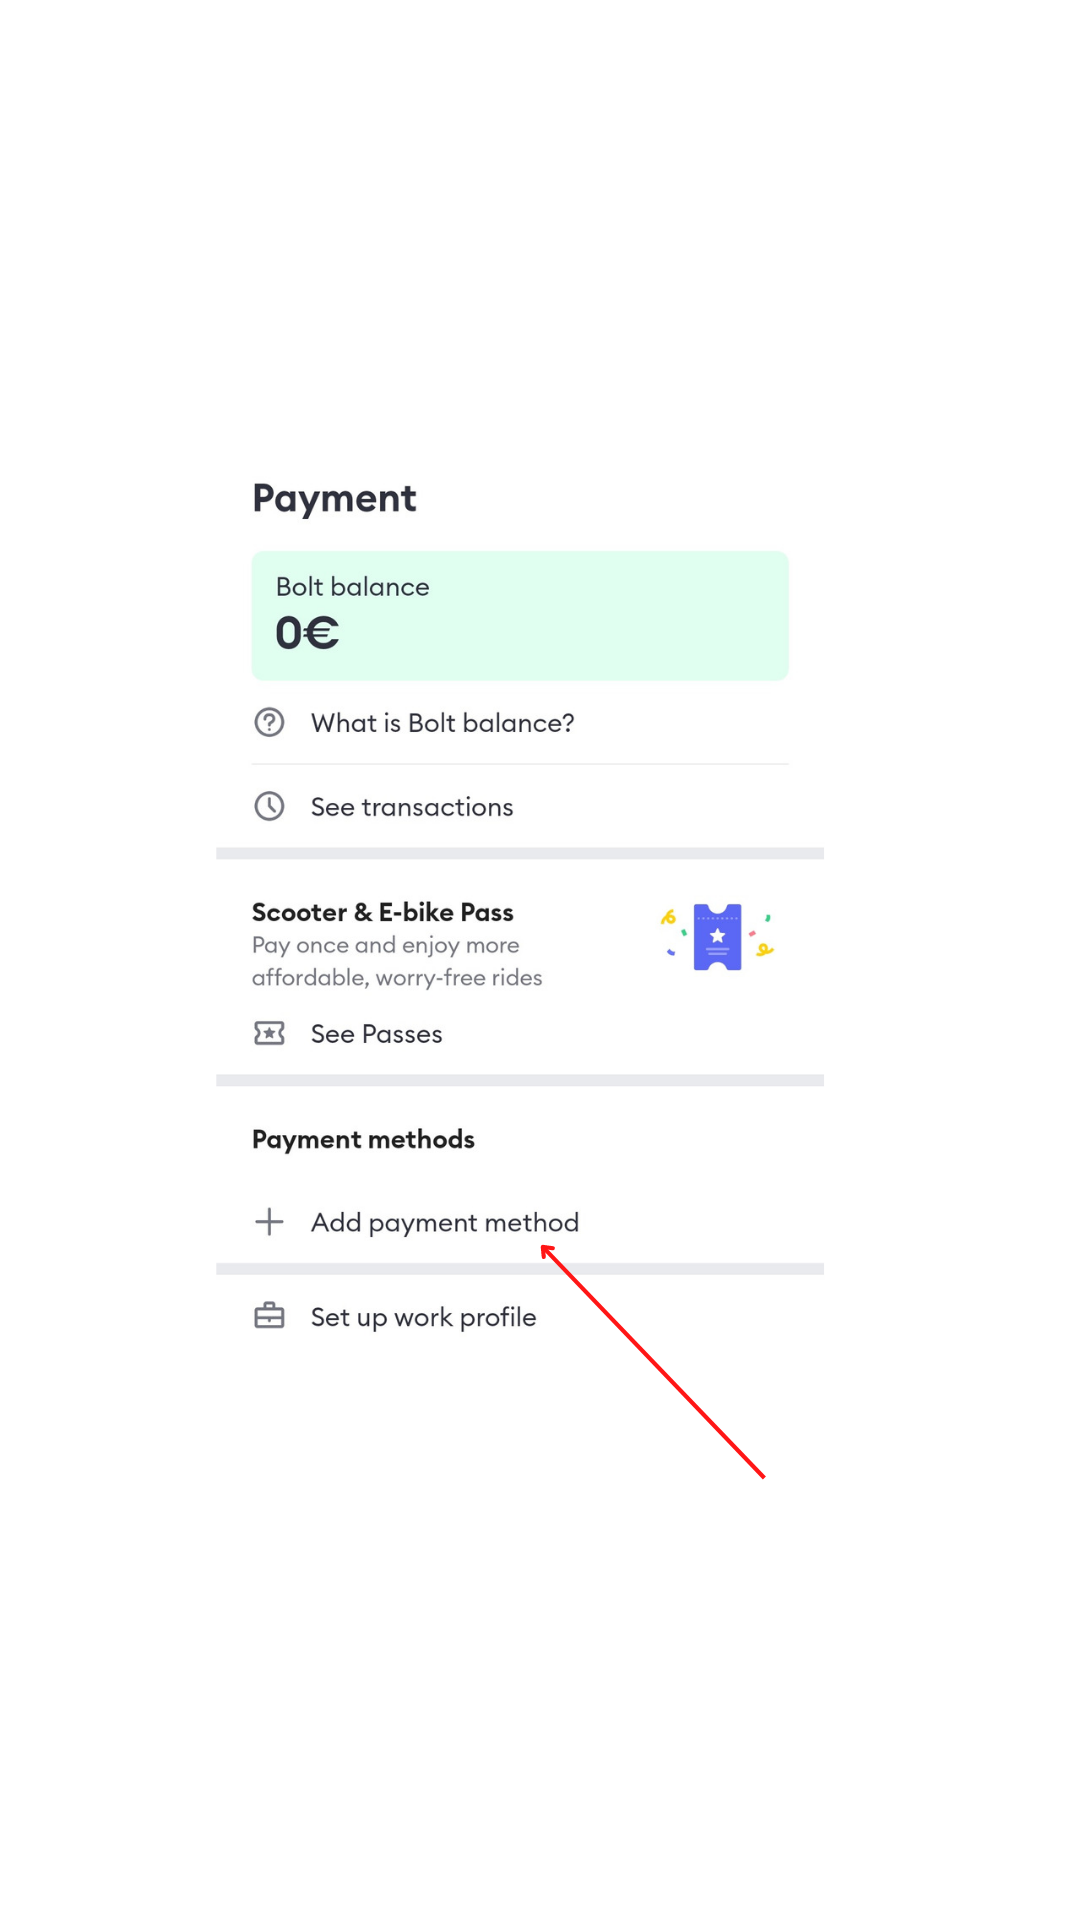 Payment
Bolt balance
0€
What is Bolt balance?
See transactions
Scooter & E-bike Pass
Pay once and enjoy more
affordable, worry-free rides
See Passes
Payment methods
Add payment method
Set up work profile